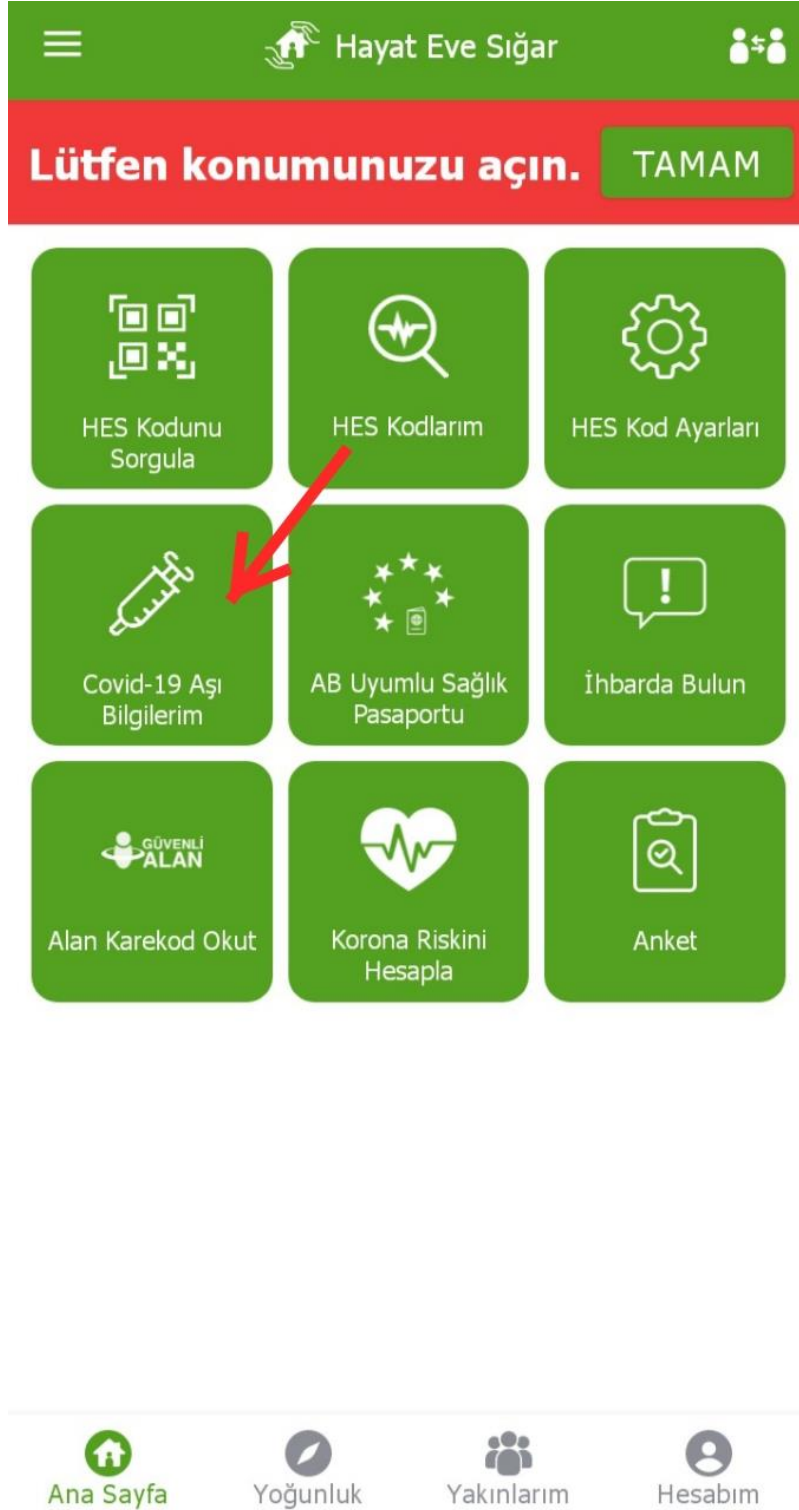 Hayat Eve Sığar
Lütfen konumunuzu açın.
TAMAM
HES Kodunu
Sorgula
HES Kodlarım
HES Kod Ayarları
Covid-19 Aşı
Bilgilerim
AB Uyumlu Sağlık
Pasaportu
İhbarda Bulun
GÜVENLİ
ALAN
Alan Karekod Okut
Korona Riskini
Hesapla
Anket
Ana Sayfa
Yoğunluk
Yakınlarım
Hesabım